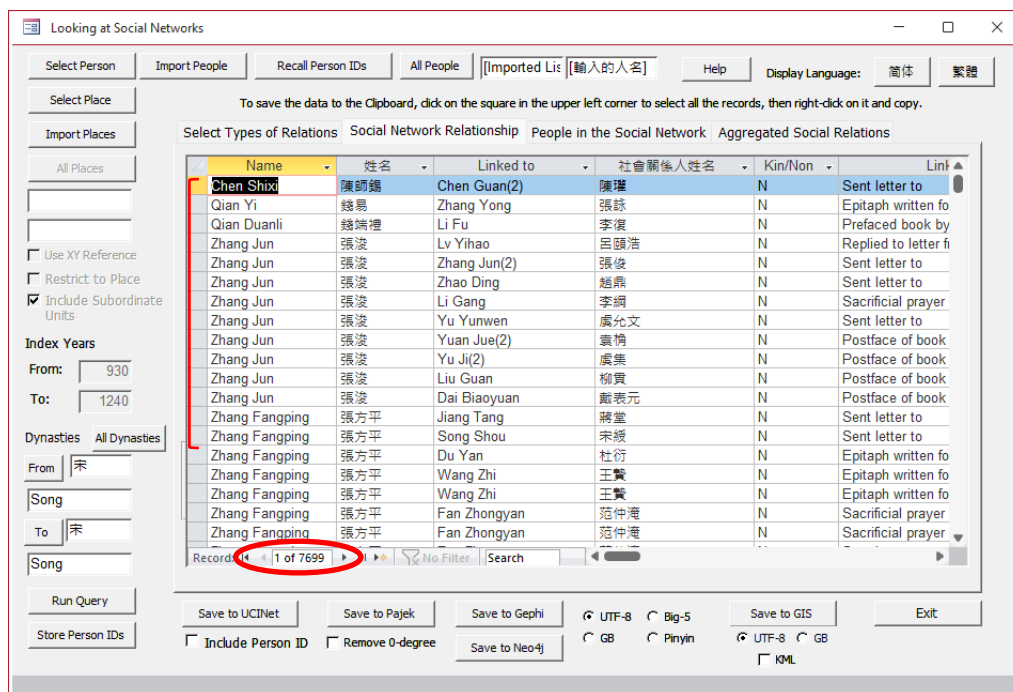 Looking at Social Networks
Select Person Import People Recall Person IDs All People [Imported Lis [輸入的人名] Help Display Language: 简体 繁體
Select Place
To save the data to the Clipboard, click on the square in the upper left corner to select all the records, then right-click on it and copy.
Import Places
Select Types of Relations Social Network Relationship People in the Social Network Aggregated Social Relations
All Places
Name 姓名 Linked to 社會關係人姓名 Kin/Non Link
Chen Shixi 陳師錫 Chen Guan(2) 陳瓘 N Sent letter to
Qian Yi 錢易 Zhang Yong 張詠 N Epitaph written fo
Qian Duanli 錢端禮 Li Fu 李復 N Prefaced book by
Zhang Jun 張浚 Lv Yihao 呂頤浩 N Replied to letter f
Zhang Jun 張浚 Zhang Jun(2) 張俊 N Sent letter to
Zhang Jun 張浚 Zhao Ding 趙鼎 N Sent letter to
Zhang Jun 張浚 Li Gang 李綱 N Sacrificial prayer
Zhang Jun 張浚 Yu Yunwen 虞允文 N Sent letter to
Zhang Jun 張浚 Yuan Jue(2) 袁桷 N Postface of book
Zhang Jun 張浚 Yu Ji(2) 虞集 N Postface of book
Zhang Jun 張浚 Liu Guan 柳貫 N Postface of book
Zhang Jun 張浚 Dai Biaoyuan 戴表元 N Postface of book
Zhang Fangping 張方平 Jiang Tang 蔣堂 N Sent letter to
Zhang Fangping 張方平 Song Shou 宋綬 N Sent letter to
Zhang Fangping 張方平 Du Yan 杜衍 N Epitaph written fo
Zhang Fangping 張方平 Wang Zhi 王贄 N Epitaph written fo
Zhang Fangping 張方平 Wang Zhi 王贄 N Epitaph written fo
Zhang Fangping 張方平 Fan Zhongyan 范仲淹 N Sacrificial prayer
Zhang Fangping 張方平 Fan Zhongyan 范仲淹 N Sacrificial prayer
Record: 1 of 7699 No Filter Search
Use XY Reference
Restrict to Place
Include Subordinate
Units
Index Years
From: 930
To: 1240
Dynasties All Dynasties
From 宋
Song
To 宋
Song
Run Query
Store Person IDs
Save to UCINet Save to Pajek Save to Gephi UTF-8 Big-5 Save to GIS Exit
Include Person ID Remove 0-degree Save to Neo4j GB Pinyin UTF-8 GB
KML